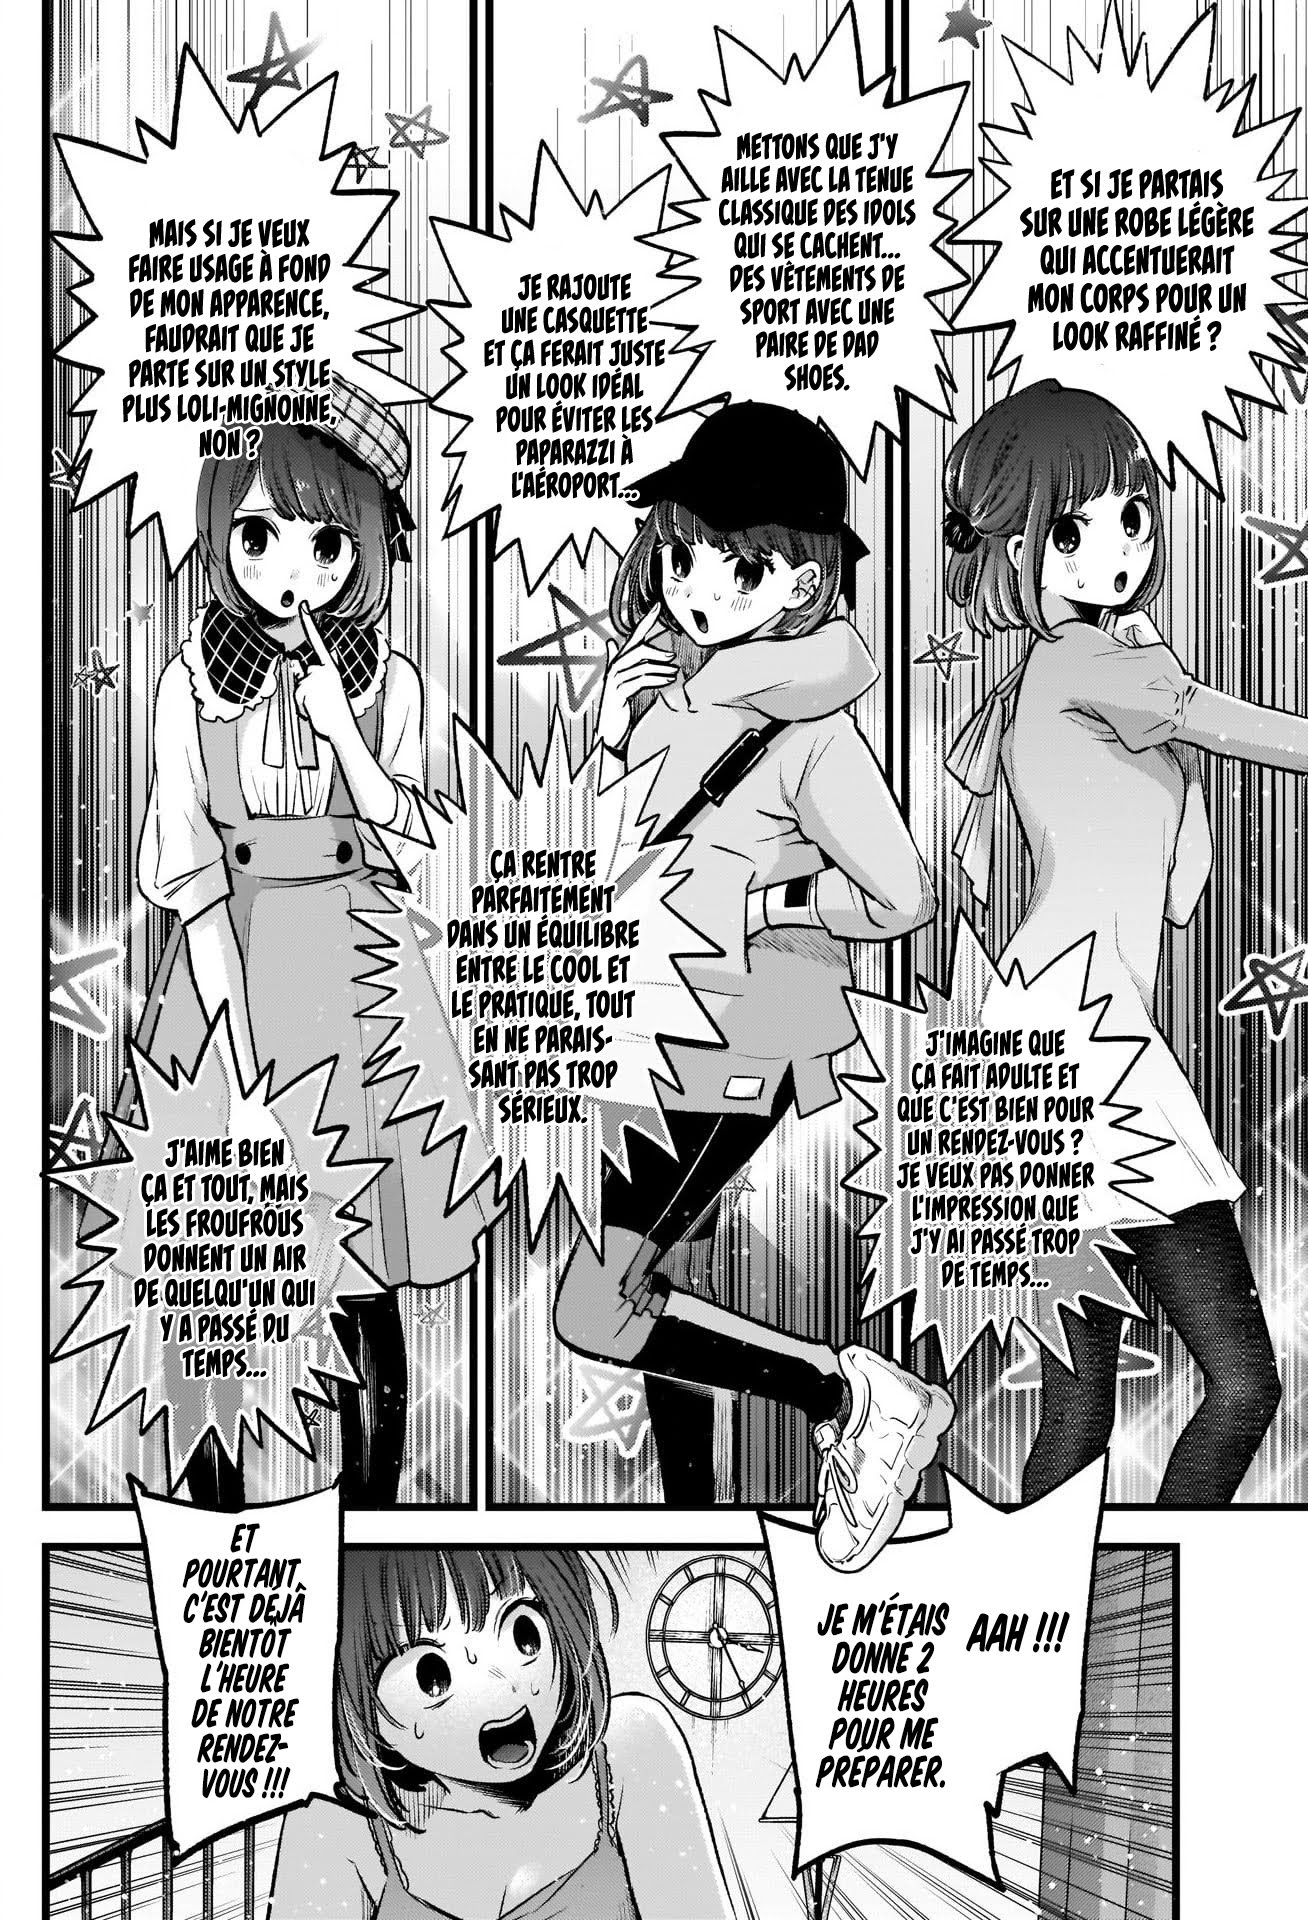 ET SI JE PARTAIS
SUR UNE ROBE LÉGÈRE
QUI ACCENTUERAIT
MON CORPS POUR UN
LOOK RAFFINÉ ?
J'IMAGINE QUE
ÇA FAIT ADULTE ET
QUE C'EST BIEN POUR
UN RENDEZ-VOUS ?
JE VEUX PAS DONNER
L'IMPRESSION QUE
J'Y AI PASSÉ TROP
DE TEMPS...
METTONS QUE J'Y
AILLE AVEC LA TENUE
CLASSIQUE DES IDOLS
QUI SE CACHENT...
DES VÊTEMENTS DE
SPORT AVEC UNE
PAIRE DE DAD
SHOES.
JE RAJOUTE
UNE CASQUETTE
ET ÇA FERAIT JUSTE
UN LOOK IDÉAL
POUR ÉVITER LES
PAPARAZZI À
L'AÉROPORT...
ÇA RENTRE
PARFAITEMENT
DANS UN ÉQUILIBRE
ENTRE LE COOL ET
LE PRATIQUE, TOUT
EN NE PARAIS-
SANT PAS TROP
SÉRIEUX.
MAIS SI JE VEUX
FAIRE USAGE À FOND
DE MON APPARENCE,
FAUDRAIT QUE JE
PARTE SUR UN STYLE
PLUS LOLI-MIGNONNE,
NON ?
J'AIME BIEN
ÇA ET TOUT, MAIS
LES FROUFROUS
DONNENT UN AIR
DE QUELQU'UN QUI
Y A PASSÉ DU
TEMPS...
AAH !!!
JE M'ÉTAIS
DONNÉ 2
HEURES
POUR ME
PRÉPARER.
ET
POURTANT,
C'EST DÉJÀ
BIENTÔT
L'HEURE
DE NOTRE
RENDEZ-
VOUS !!!